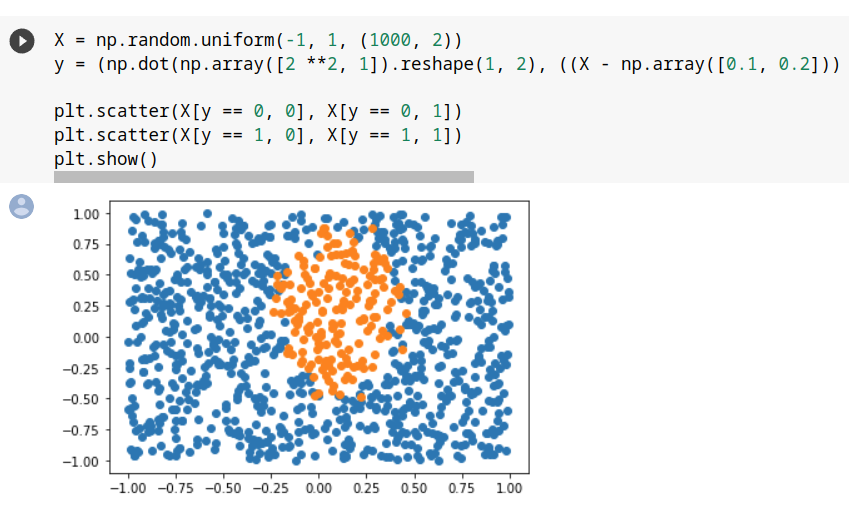 X = np.random.uniform(-1, 1, (1000, 2))
y = (np.dot(np.array([2 **2, 1]).reshape(1, 2), ((X - np.array([0.1, 0.2]))
plt.scatter(X[y == 0, 0], X[y == 0, 1])
plt.scatter(X[y == 1, 0], X[y == 1, 1])
plt.show()
1.00
0.75
0.50
0.25
0.00
−0.25
−0.50
−0.75
−1.00
−1.00 −0.75 −0.50 −0.25 0.00 0.25 0.50 0.75 1.00